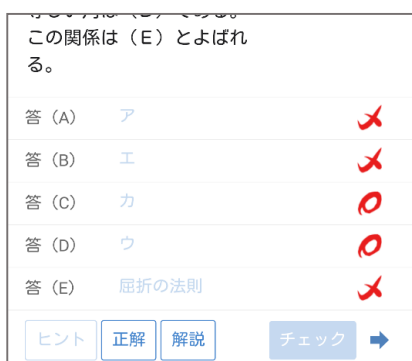 この関係は（E）とよばれ
る。
答（A） ア
答（B） エ
答（C） カ
答（D） ウ
答（E） 屈折の法則
ヒント 正解 解説 チェック